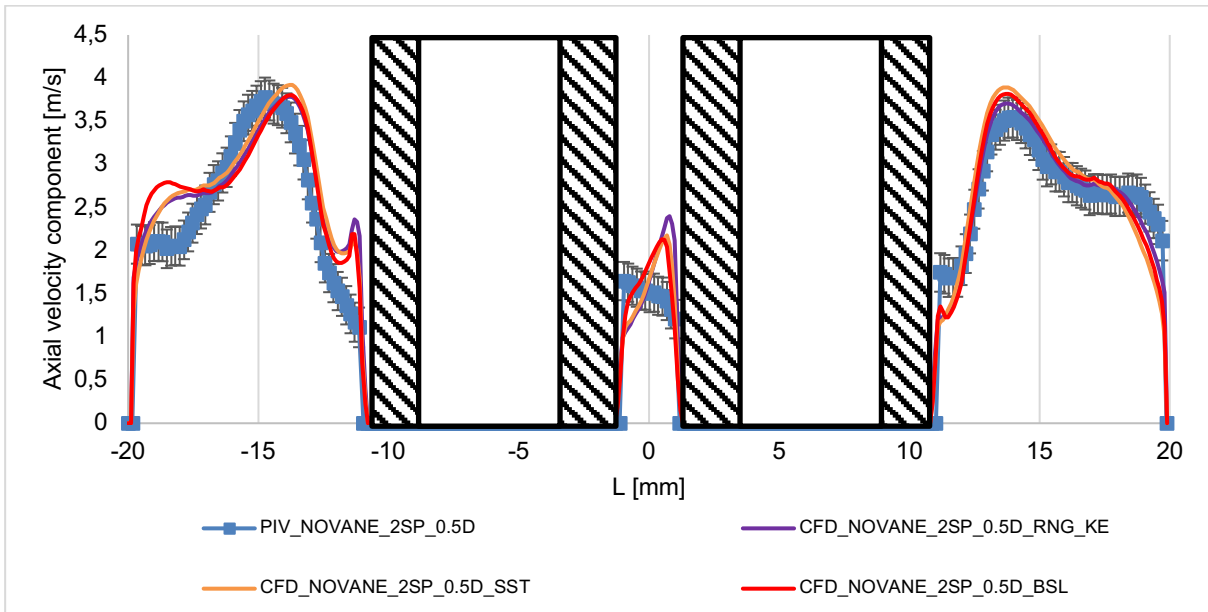 Axial velocity component [m/s]
4,5
4
3,5
3
2,5
2
1,5
1
0,5
0
-20 -15 -10 -5 0 5 10 15 20
L [mm]
PIV_NOVANE_2SP_0.5D CFD_NOVANE_2SP_0.5D_RNG_KE
CFD_NOVANE_2SP_0.5D_SST CFD_NOVANE_2SP_0.5D_BSL